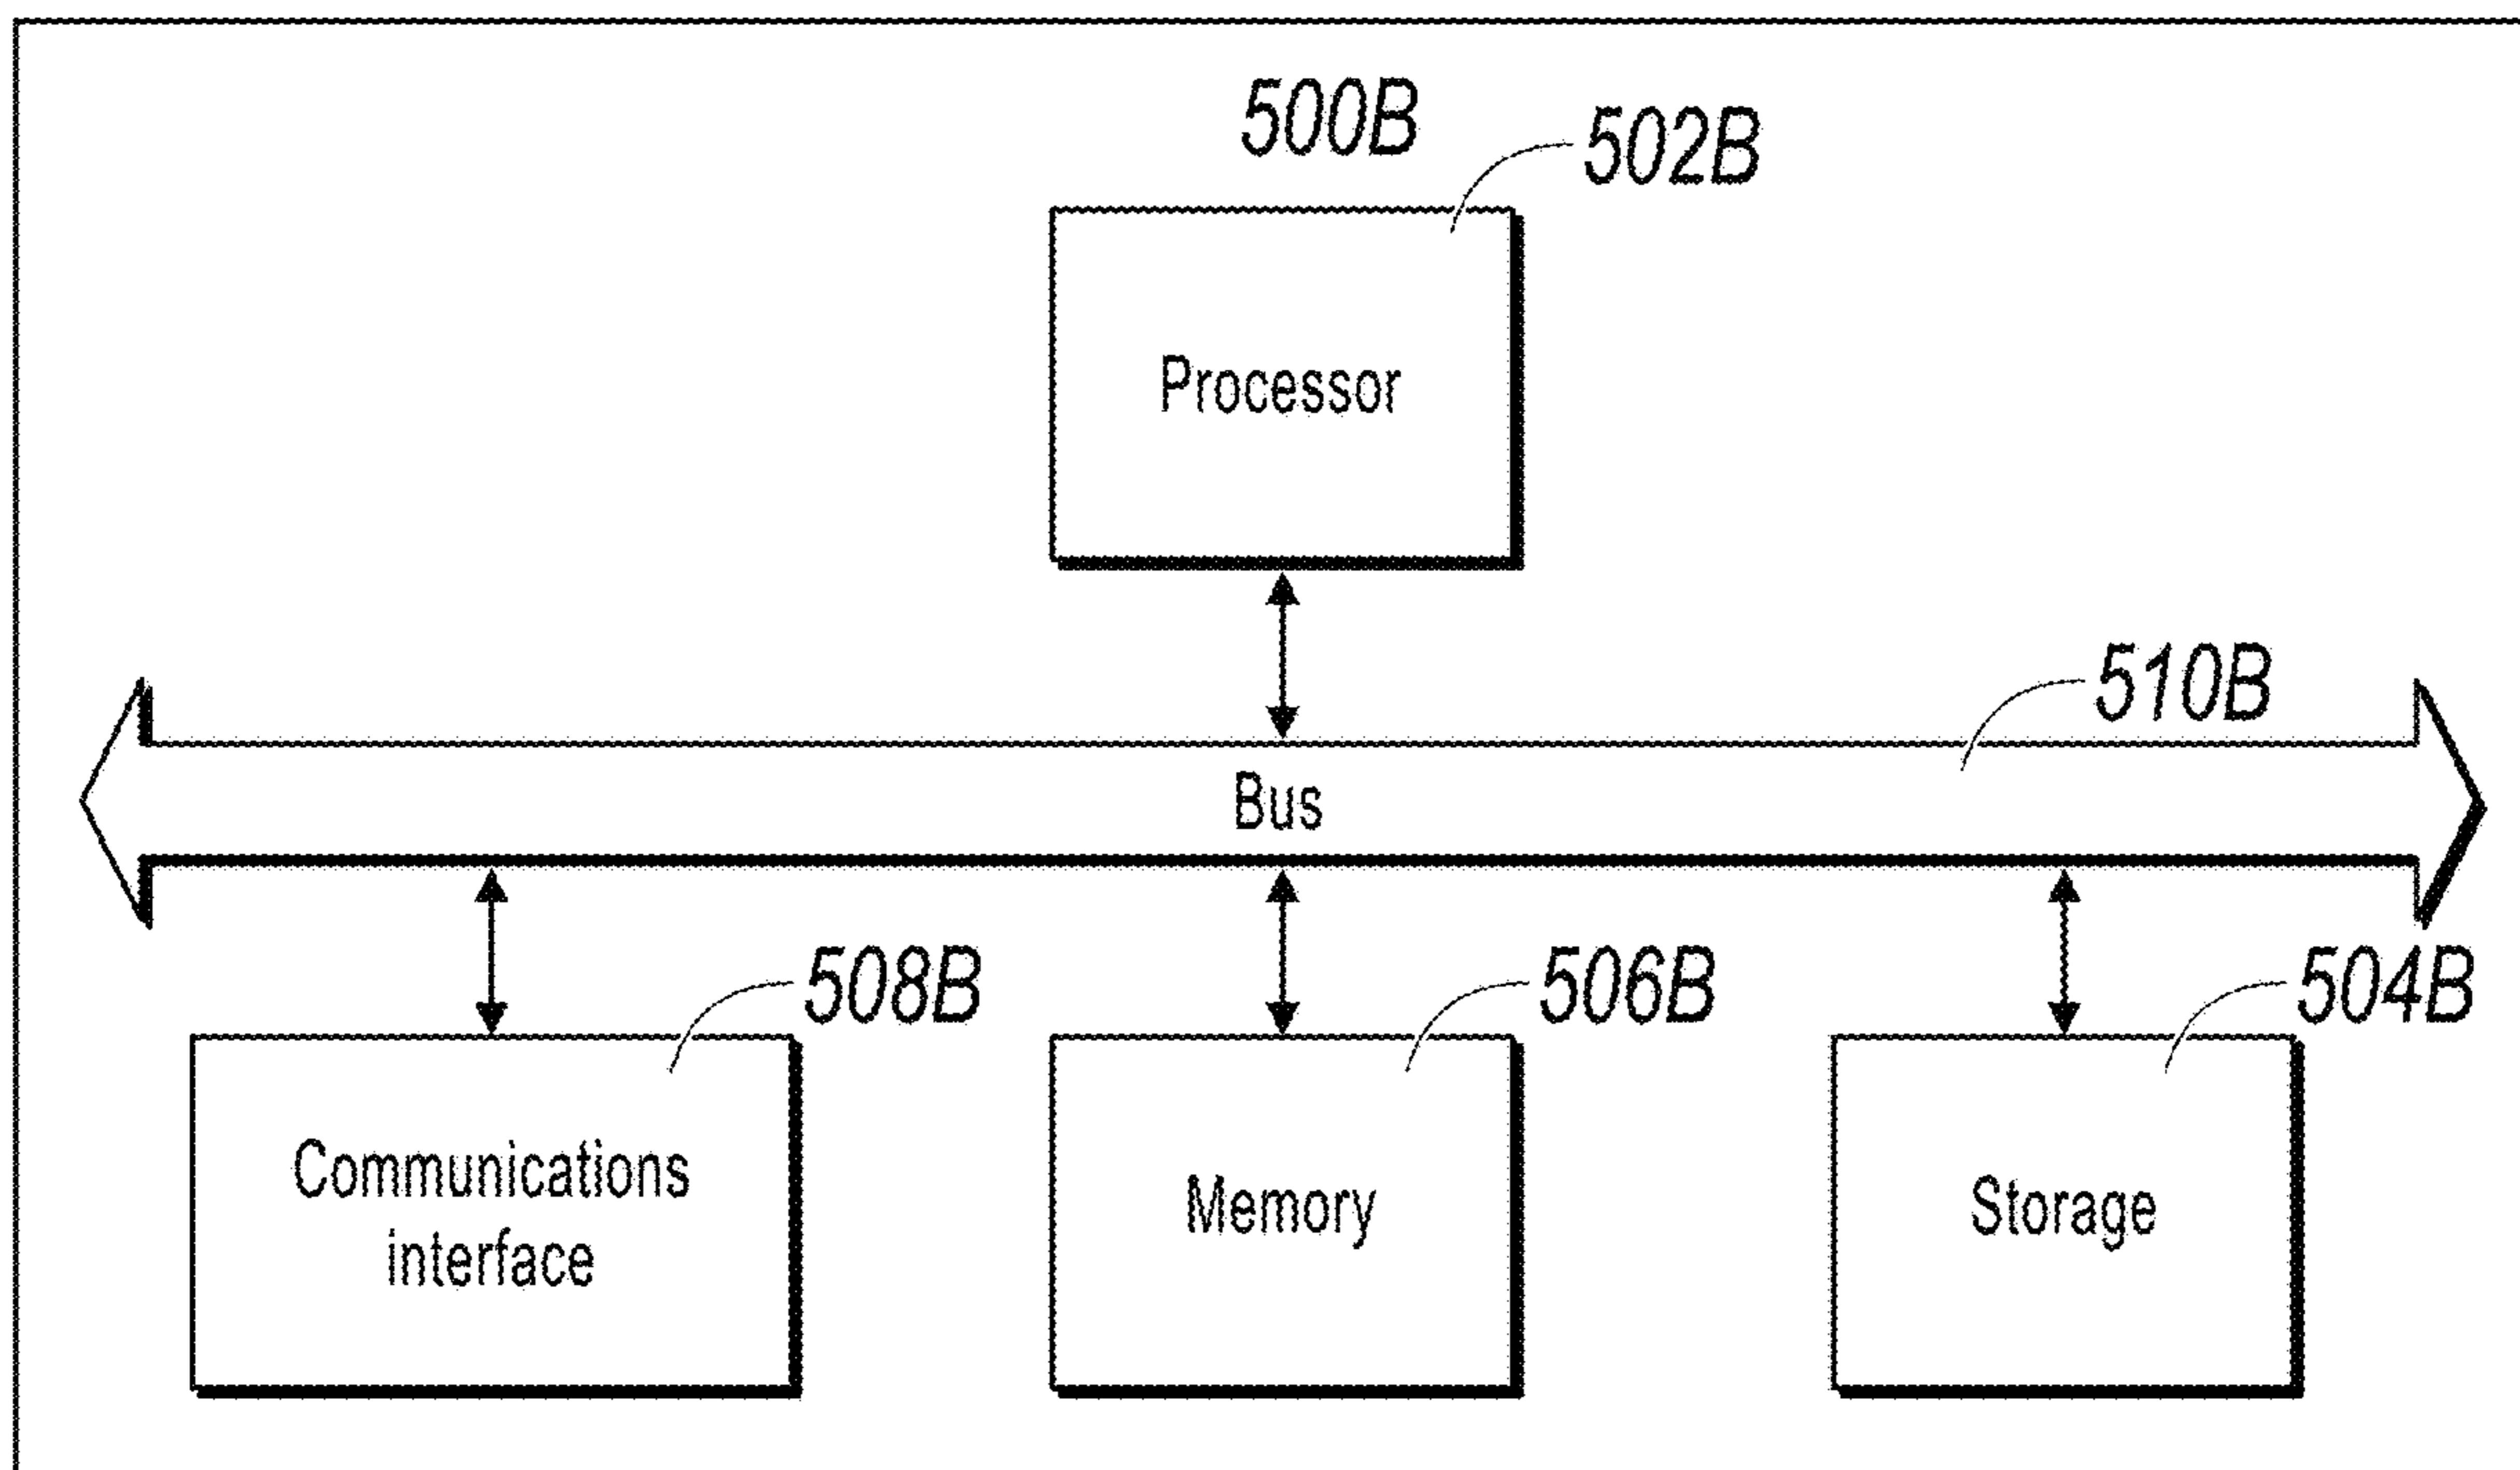 500B
502B
Processor
510B
Bus
508B
506B
504B
Communications
interface
Memory
Storage